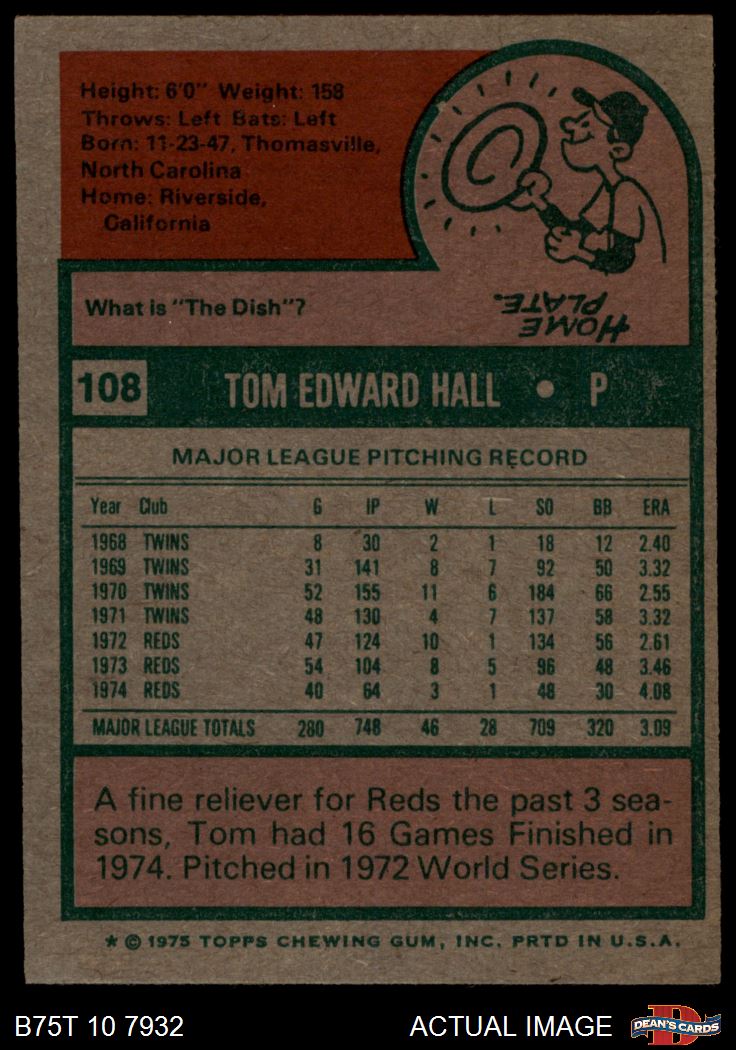 Height: 6'0" Weight: 158
Throws: Left Bats: Left
Born: 11-23-47, Thomasville,
North Carolina
Home: Riverside,
California
What is "The Dish"?
HOME
PLATE.
108 TOM EDWARD HALL • P
MAJOR LEAGUE PITCHING RECORD
Year Club G IP W L SO BB ERA
1968 TWINS 8 30 2 1 18 12 2.40
1969 TWINS 31 141 8 7 92 50 3.32
1970 TWINS 52 155 11 6 184 66 2.55
1971 TWINS 48 130 4 7 137 58 3.32
1972 REDS 47 124 10 1 134 56 2.61
1973 REDS 54 104 8 5 96 48 3.46
1974 REDS 40 64 3 1 48 30 4.08
MAJOR LEAGUE TOTALS 280 748 46 28 709 320 3.09
A fine reliever for Reds the past 3 sea-
sons, Tom had 16 Games Finished in
1974. Pitched in 1972 World Series.
* © 1975 TOPPS CHEWING GUM, INC. PRTD IN U.S.A.
B75T 10 7932 ACTUAL IMAGE
DEAN'S CARDS